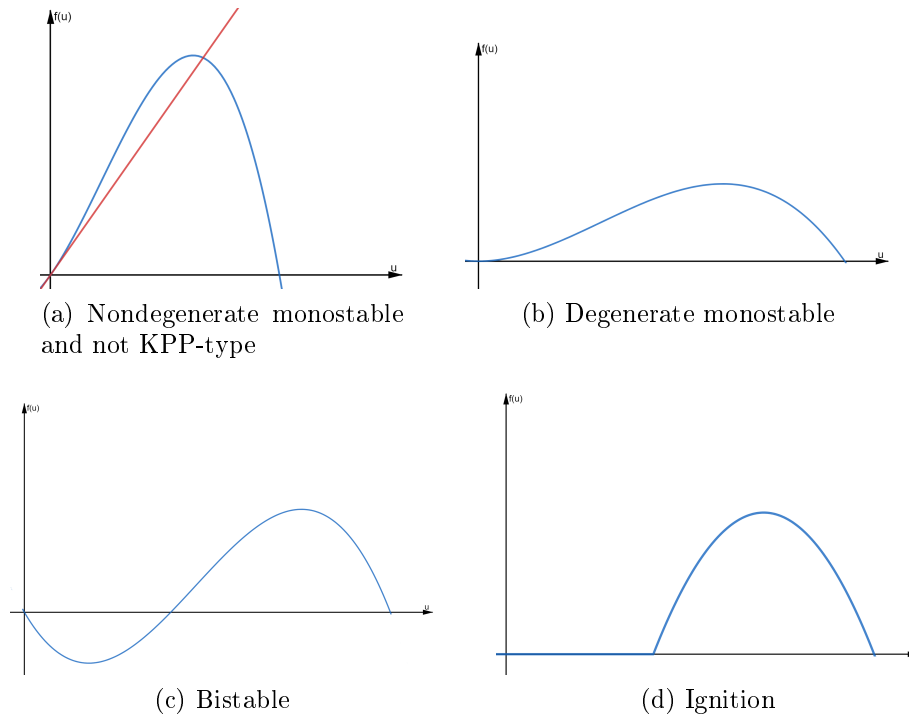 f(u)
u
(a) Nondegenerate monostable
and not KPP-type
f(u)
u
(b) Degenerate monostable
f(u)
u
(c) Bistable
f(u)
(d) Ignition